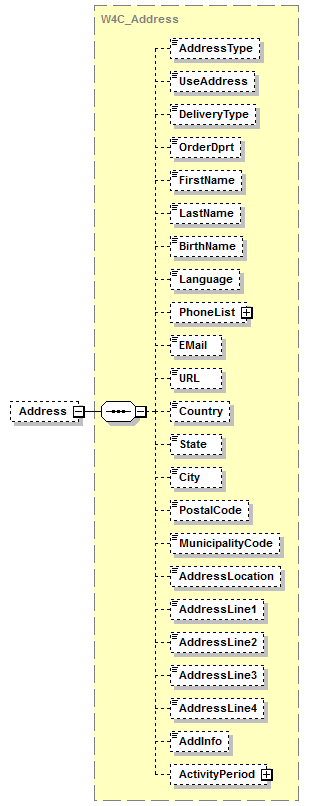 W4C_Address
AddressType
UseAddress
DeliveryType
OrderDprt
FirstName
LastName
BirthName
Language
PhoneList
EMail
URL
Address
Country
State
City
PostalCode
MunicipalityCode
AddressLocation
AddressLine1
AddressLine2
AddressLine3
AddressLine4
AddInfo
ActivityPeriod